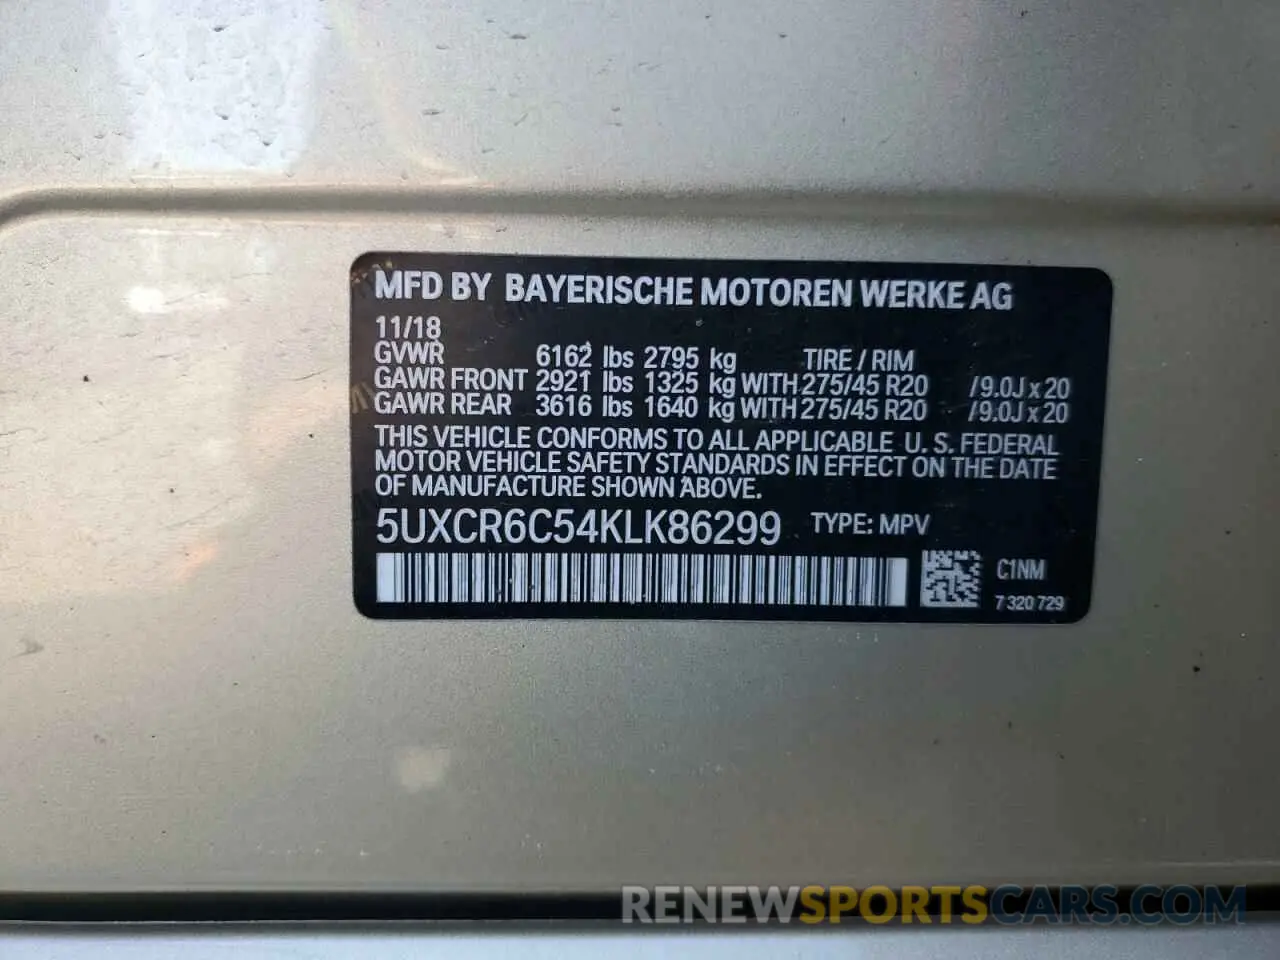 MFD BY BAYERISCHE MOTOREN WERKE AG
11/18
GVWR 6162 lbs 2795 kg TIRE / RIM
GAWR FRONT 2921 lbs 1325 kg WITH 275/45 R20 /9.0J x 20
GAWR REAR 3616 lbs 1640 kg WITH 275/45 R20 /9.0J x 20
THIS VEHICLE CONFORMS TO ALL APPLICABLE U. S. FEDERAL
MOTOR VEHICLE SAFETY STANDARDS IN EFFECT ON THE DATE
OF MANUFACTURE SHOWN ABOVE.
5UXCR6C54KLK86299 TYPE: MPV
C1NM
7 320 729
RENEWSPORTSCARS.COM